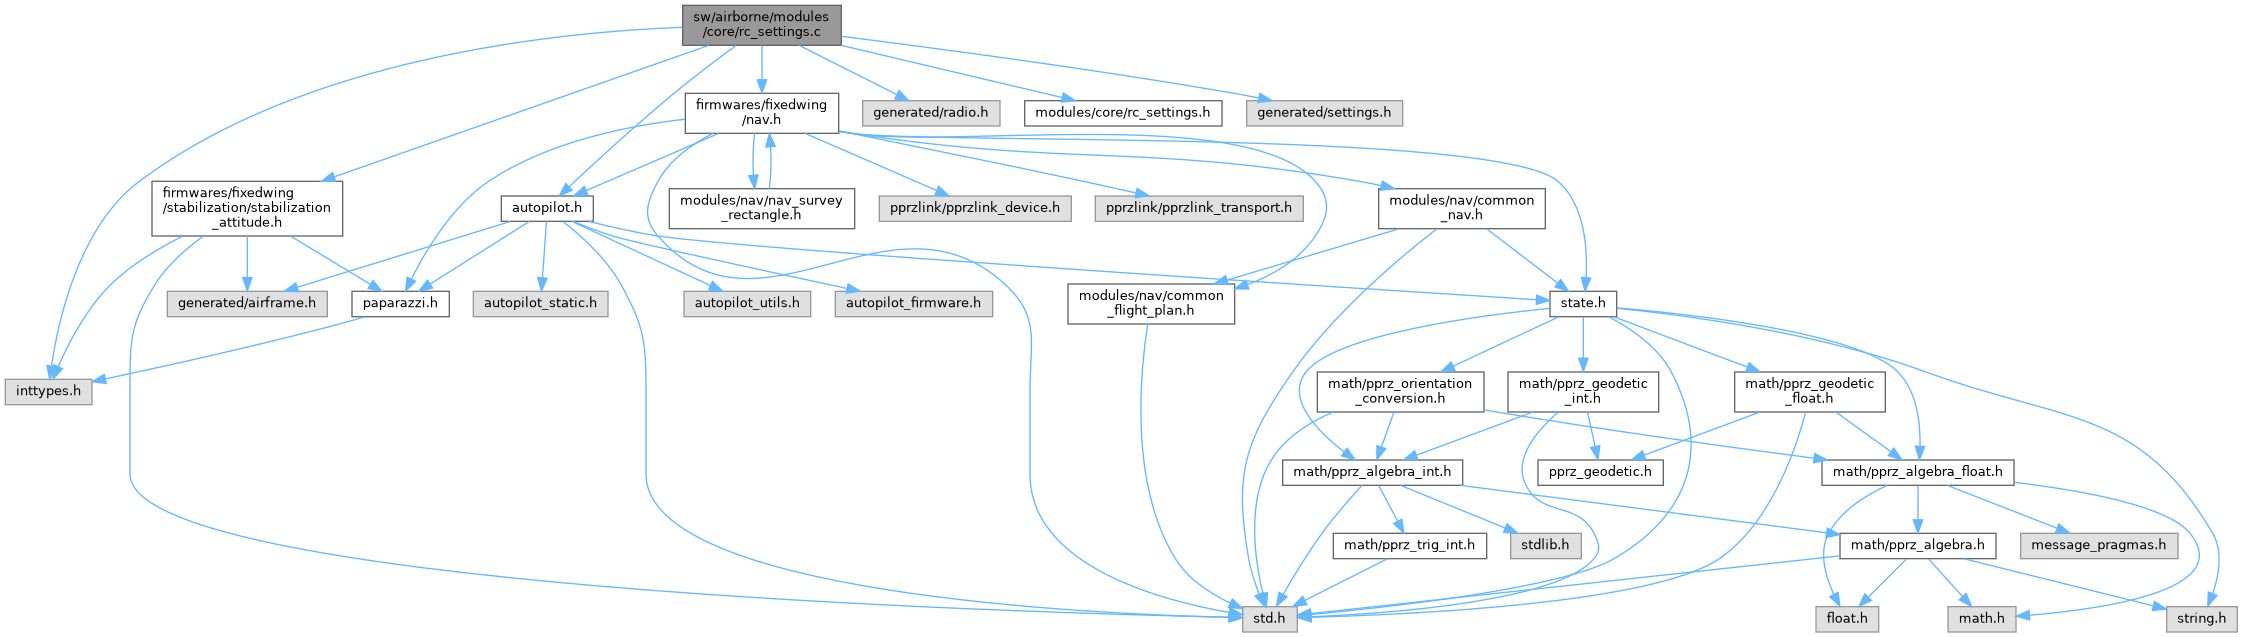 sw/airborne/modules
/core/rc_settings.c
firmwares/fixedwing
/nav.h
generated/radio.h
modules/core/rc_settings.h
generated/settings.h
firmwares/fixedwing
/stabilization/stabilization
_attitude.h
autopilot.h
modules/nav/nav_survey
_rectangle.h
pprzlink/pprzlink_device.h
pprzlink/pprzlink_transport.h
modules/nav/common
_nav.h
generated/airframe.h
paparazzi.h
autopilot_static.h
autopilot_utils.h
autopilot_firmware.h
modules/nav/common
_flight_plan.h
state.h
inttypes.h
math/pprz_orientation
_conversion.h
math/pprz_geodetic
_int.h
math/pprz_geodetic
_float.h
math/pprz_algebra_int.h
pprz_geodetic.h
math/pprz_algebra_float.h
math/pprz_trig_int.h
stdlib.h
math/pprz_algebra.h
message_pragmas.h
std.h
float.h
math.h
string.h